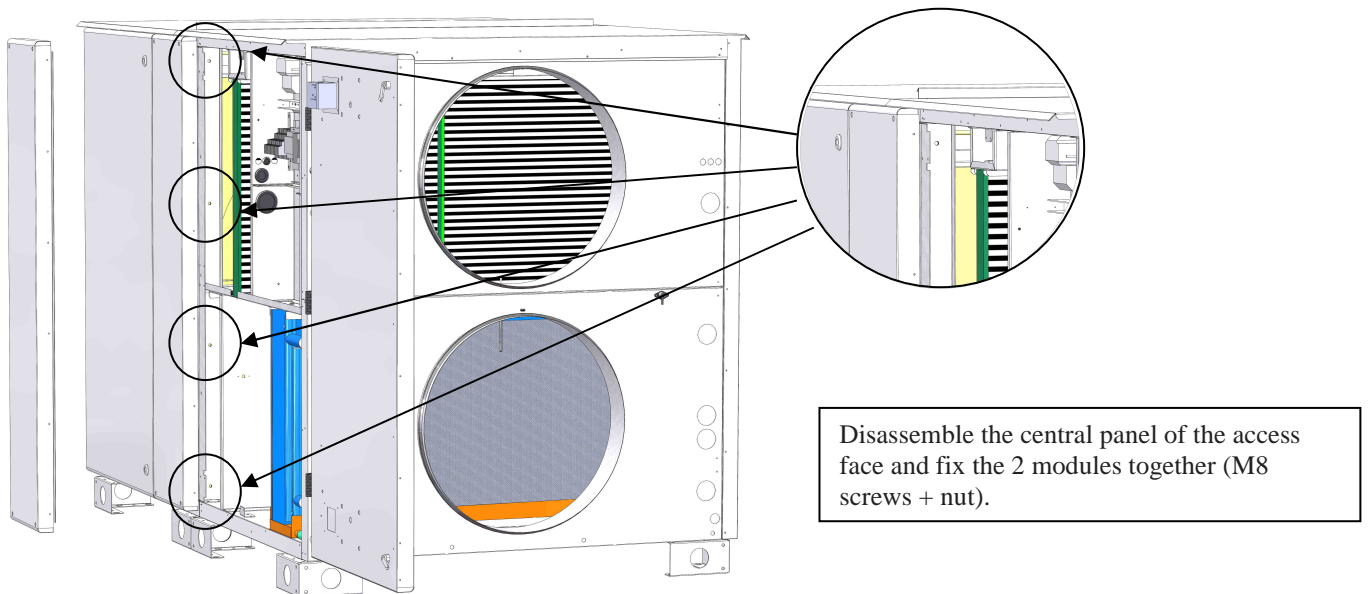 Disassemble the central panel of the access
face and fix the 2 modules together (M8
screws + nut).